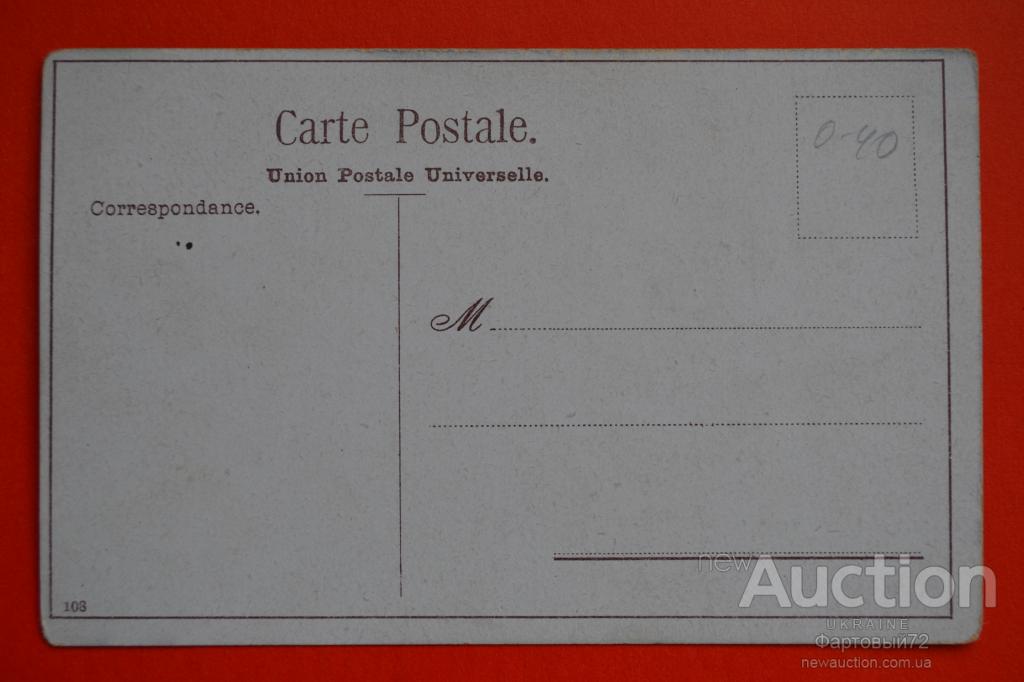 Carte Postale.
0-40
Union Postale Universelle.
Correspondance.
M
103
newAuction
UKRAINE
Фартовый72
newauction.com.ua